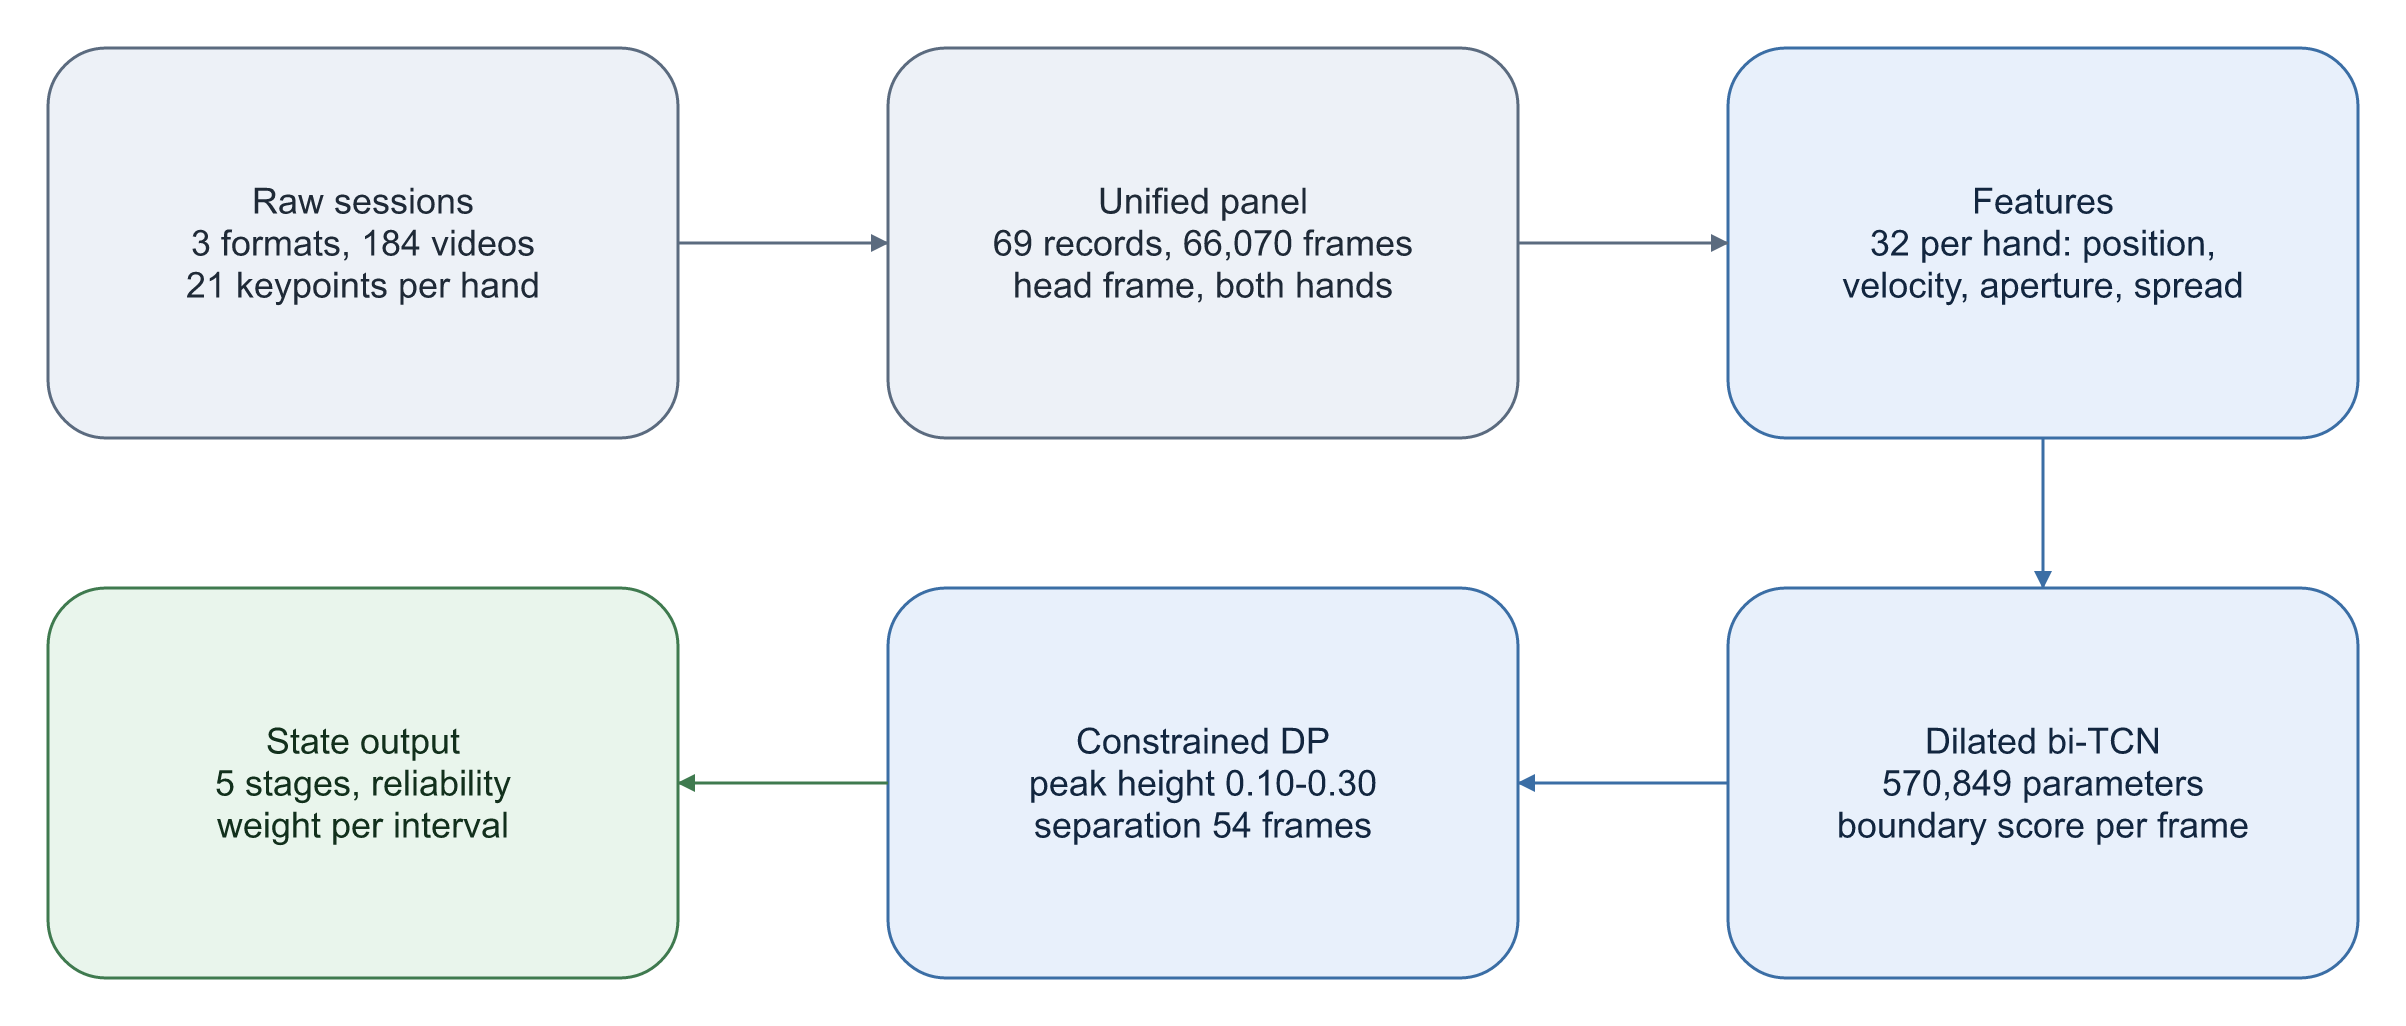 Raw sessions
3 formats, 184 videos
21 keypoints per hand
Unified panel
69 records, 66,070 frames
head frame, both hands
Features
32 per hand: position,
velocity, aperture, spread
Dilated bi-TCN
570,849 parameters
boundary score per frame
Constrained DP
peak height 0.10-0.30
separation 54 frames
State output
5 stages, reliability
weight per interval